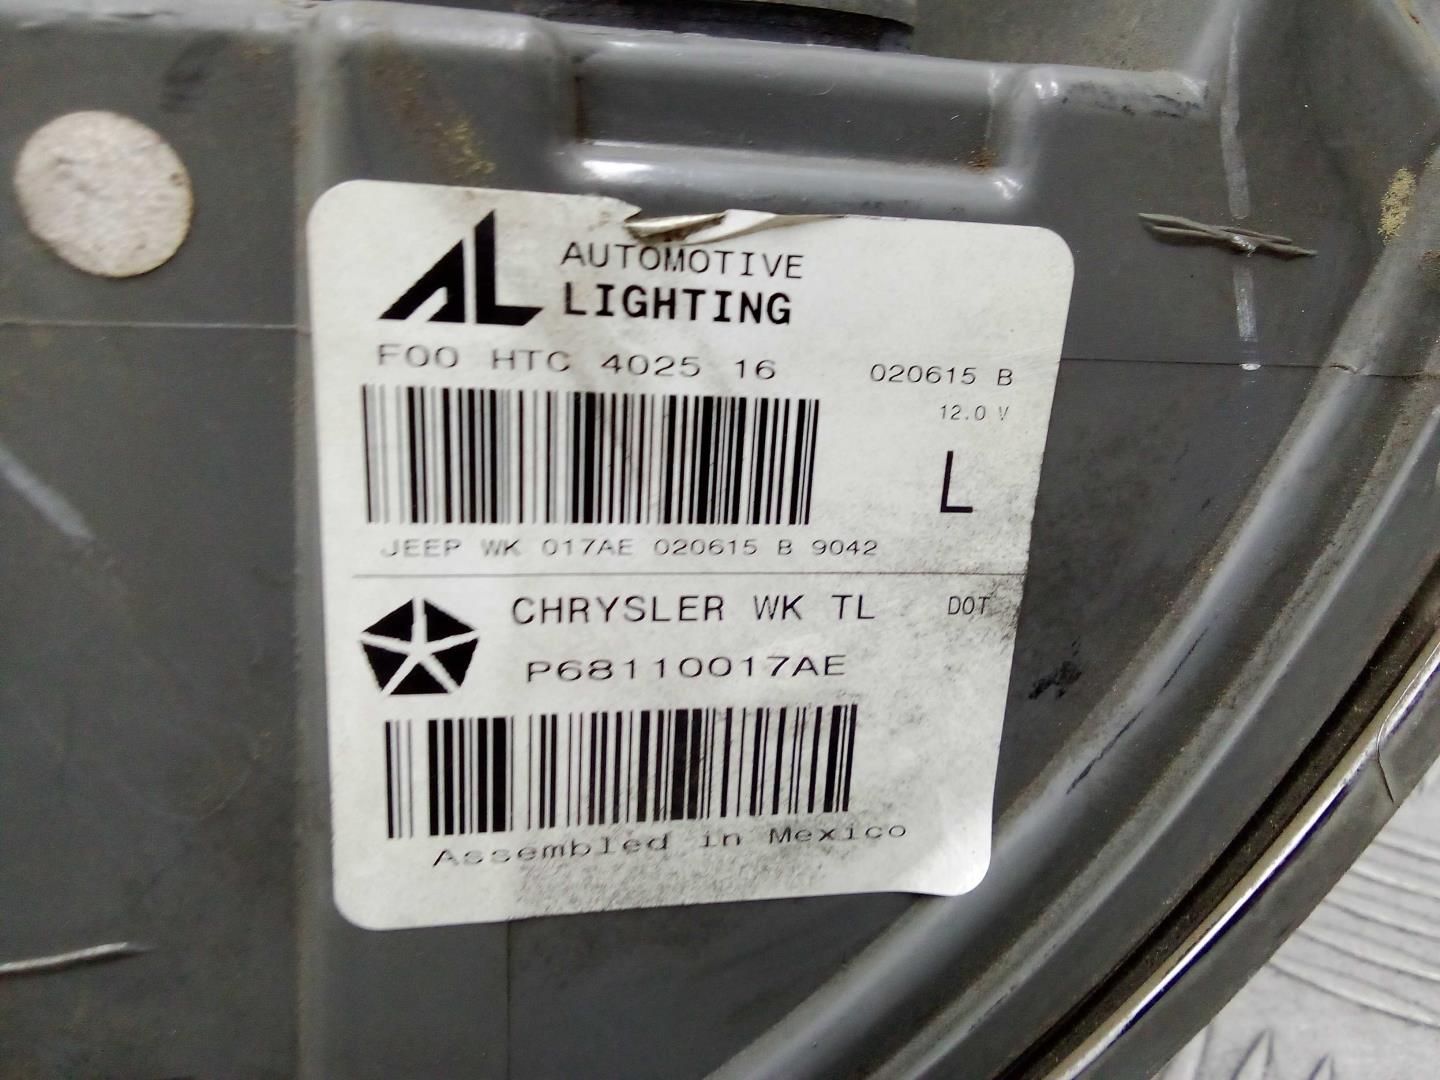 AL AUTOMOTIVE
LIGHTING
F00 HTC 4025 16 020615 B
12.0 V
L
JEEP WK 017AE 020615 B 9042
CHRYSLER WK TL DOT
P68110017AE
Assembled in Mexico